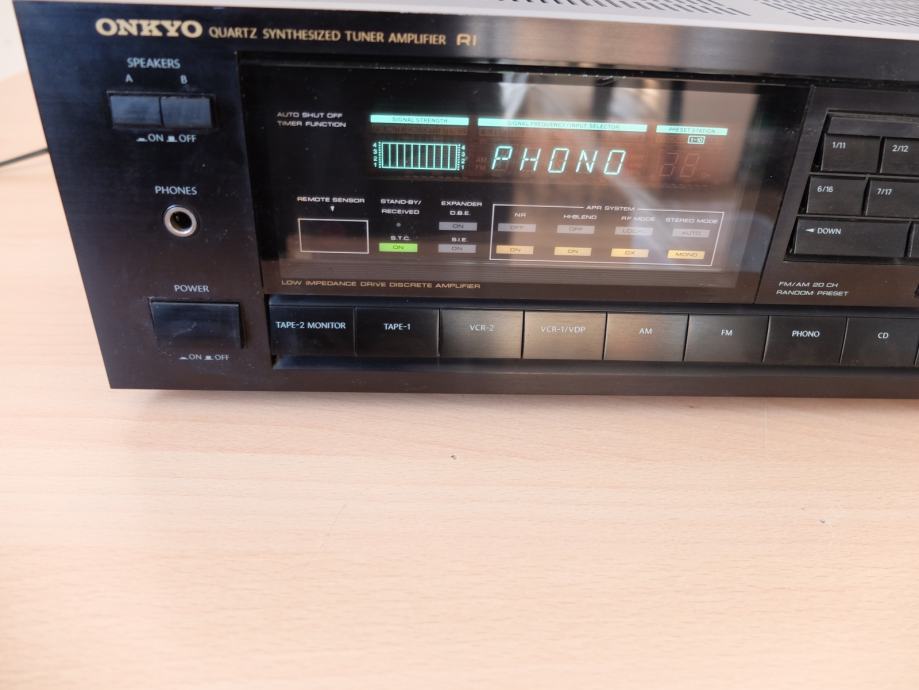 ONKYO QUARTZ SYNTHESIZED TUNER AMPLIFIER RI
SPEAKERS
A B
ON OFF
PHONES
POWER
ON OFF
AUTO SHUT OFF
TIMER FUNCTION
SIGNAL STRENGTH
SIGNAL FREQUENCY/INPUT SELECTOR
PRESET STATION
AM
FM
PHONO
REMOTE SENSOR
STAND-BY/
RECEIVED
S.T.C.
ON
EXPANDER
D.B.E.
ON
S.I.E.
ON
APR SYSTEM
NR HI-BLEND RF MODE STEREO MODE
OFF OFF LOCAL AUTO
ON ON DX MONO
LOW IMPEDANCE DRIVE DISCRETE AMPLIFIER
1/11 2/12
6/16 7/17
DOWN
FM/AM 20 CH
RANDOM PRESET
TAPE-2 MONITOR TAPE-1 VCR-2 VCR-1/VDP AM FM PHONO CD